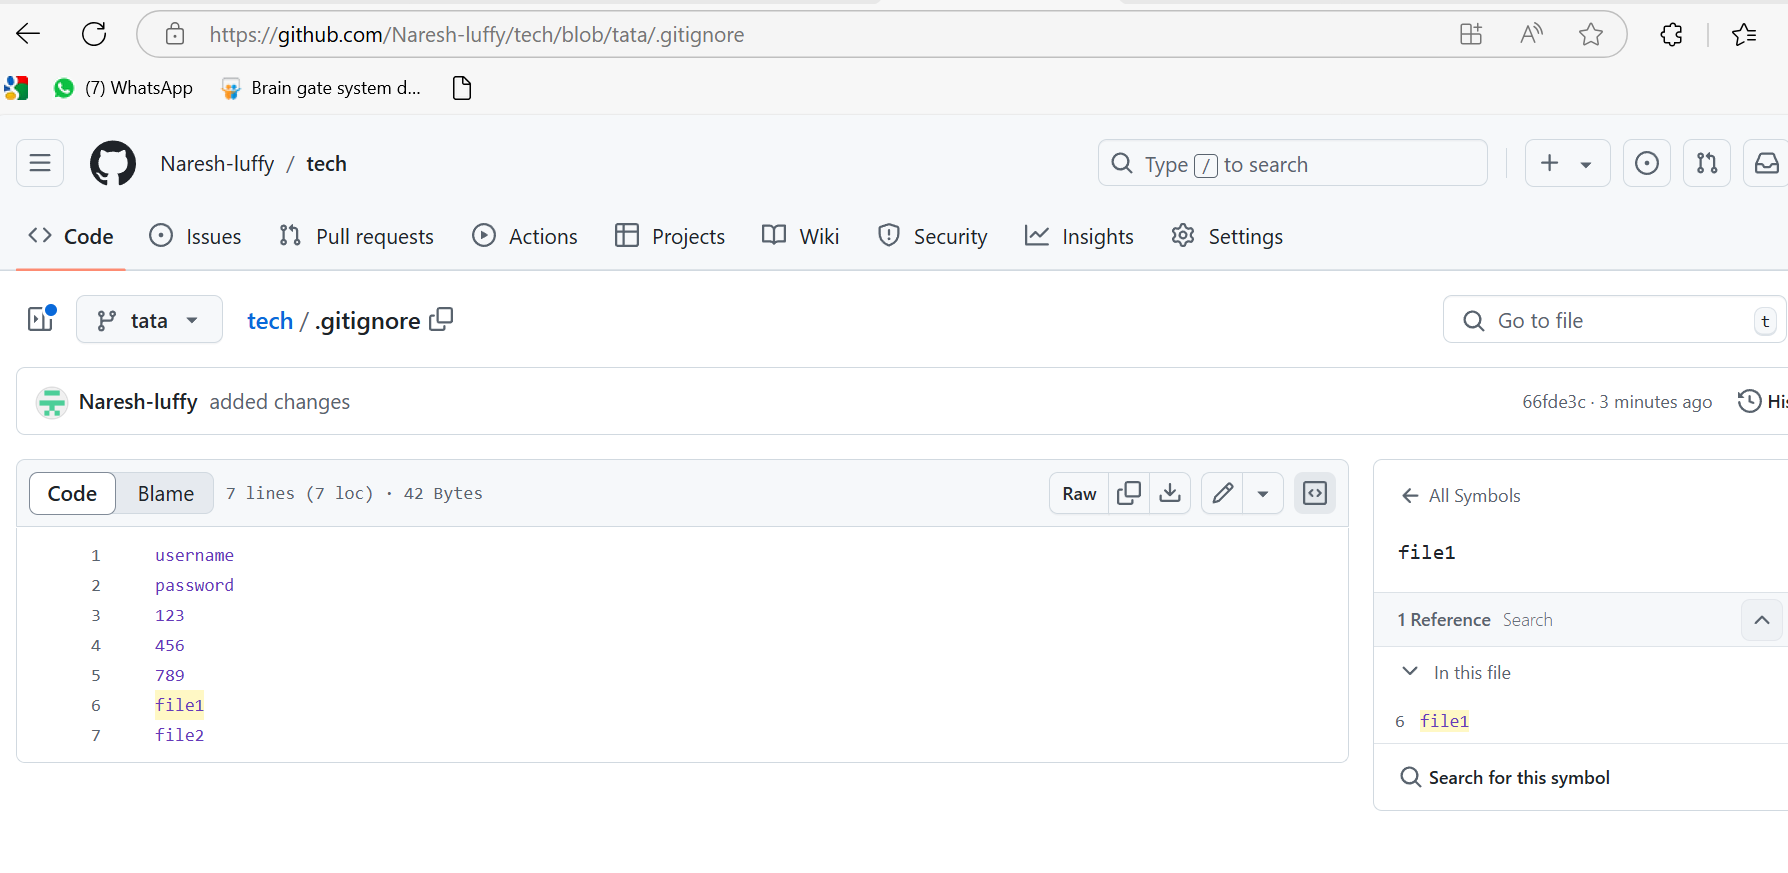 https://github.com/Naresh-luffy/tech/blob/tata/.gitignore
(7) WhatsApp
Brain gate system d...
Naresh-luffy / tech
Type / to search
Code
Issues
Pull requests
Actions
Projects
Wiki
Security
Insights
Settings
tata
tech / .gitignore
Go to file
t
Naresh-luffy added changes
66fde3c · 3 minutes ago
His
Code
Blame
7 lines (7 loc) · 42 Bytes
Raw
1 username
2 password
3 123
4 456
5 789
6 file1
7 file2
All Symbols
file1
1 Reference Search
In this file
6 file1
Search for this symbol